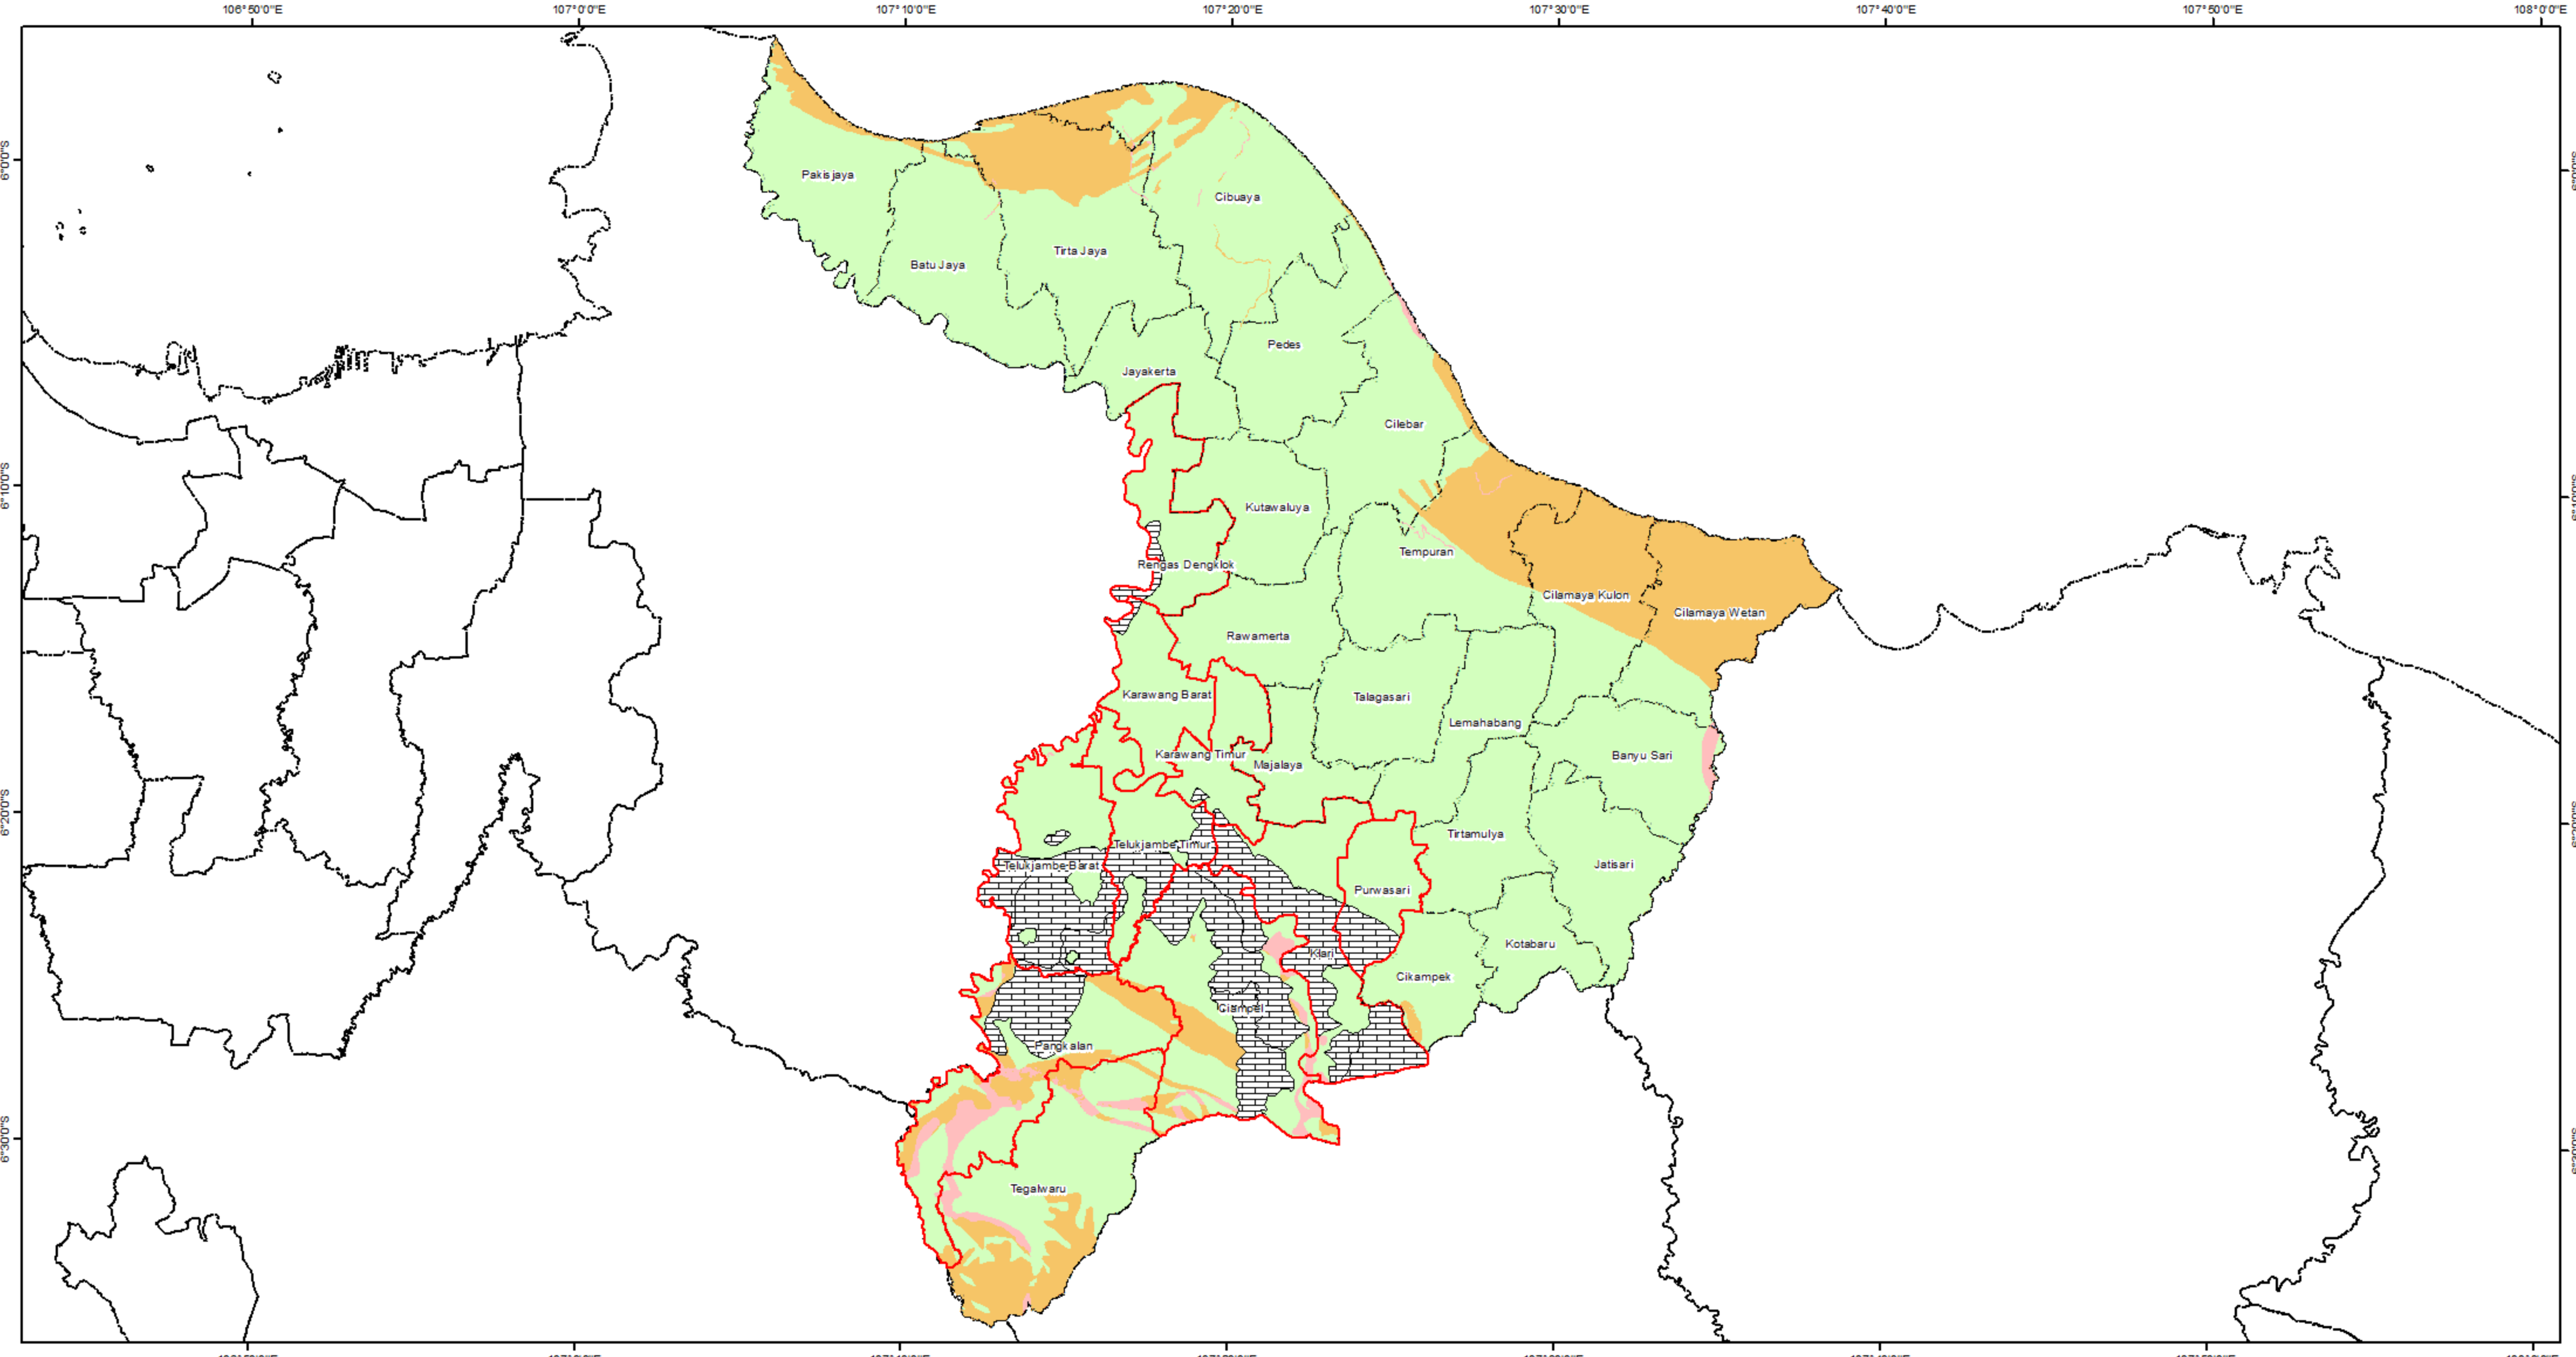 106°50'0"E
107°0'0"E
107°10'0"E
107°20'0"E
107°30'0"E
107°40'0"E
107°50'0"E
108°0'0"E
6°0'0"S
6°10'0"S
6°20'0"S
6°30'0"S
Pakisjaya
Cibuaya
Tirta Jaya
Batu Jaya
Pedes
Jayakerta
Cilebar
Kutawaluya
Tempuran
Rengas Dengklok
Cilamaya Kulon
Cilamaya Wetan
Rawamerta
Karawang Barat
Talagasari
Lemahabang
Karawang Timur
Banyu Sari
Majalaya
Tirtamulya
Telukjambe Timur
Telukjambe Barat
Jatisari
Purwasari
Kotabaru
Klari
Cikampek
Ciampel
Pangkalan
Tegalwaru